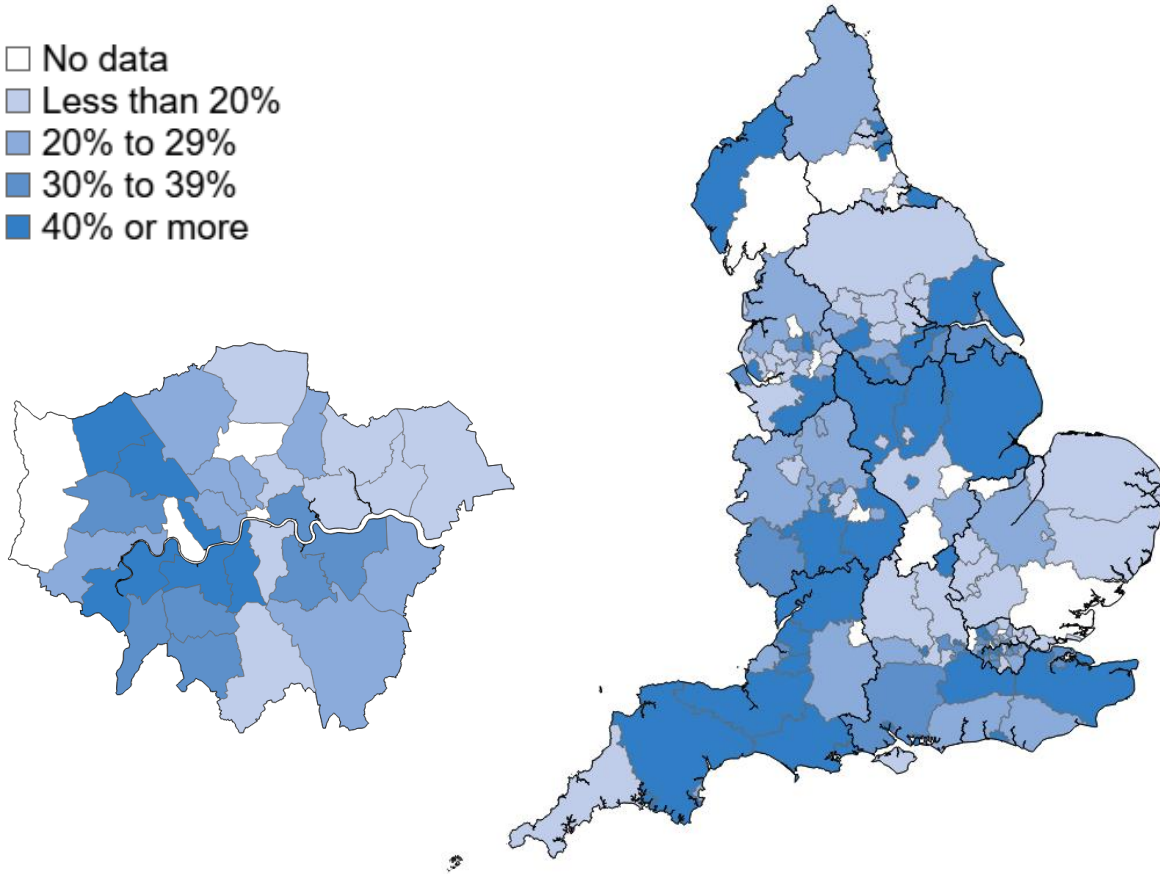 No data
Less than 20%
20% to 29%
30% to 39%
40% or more